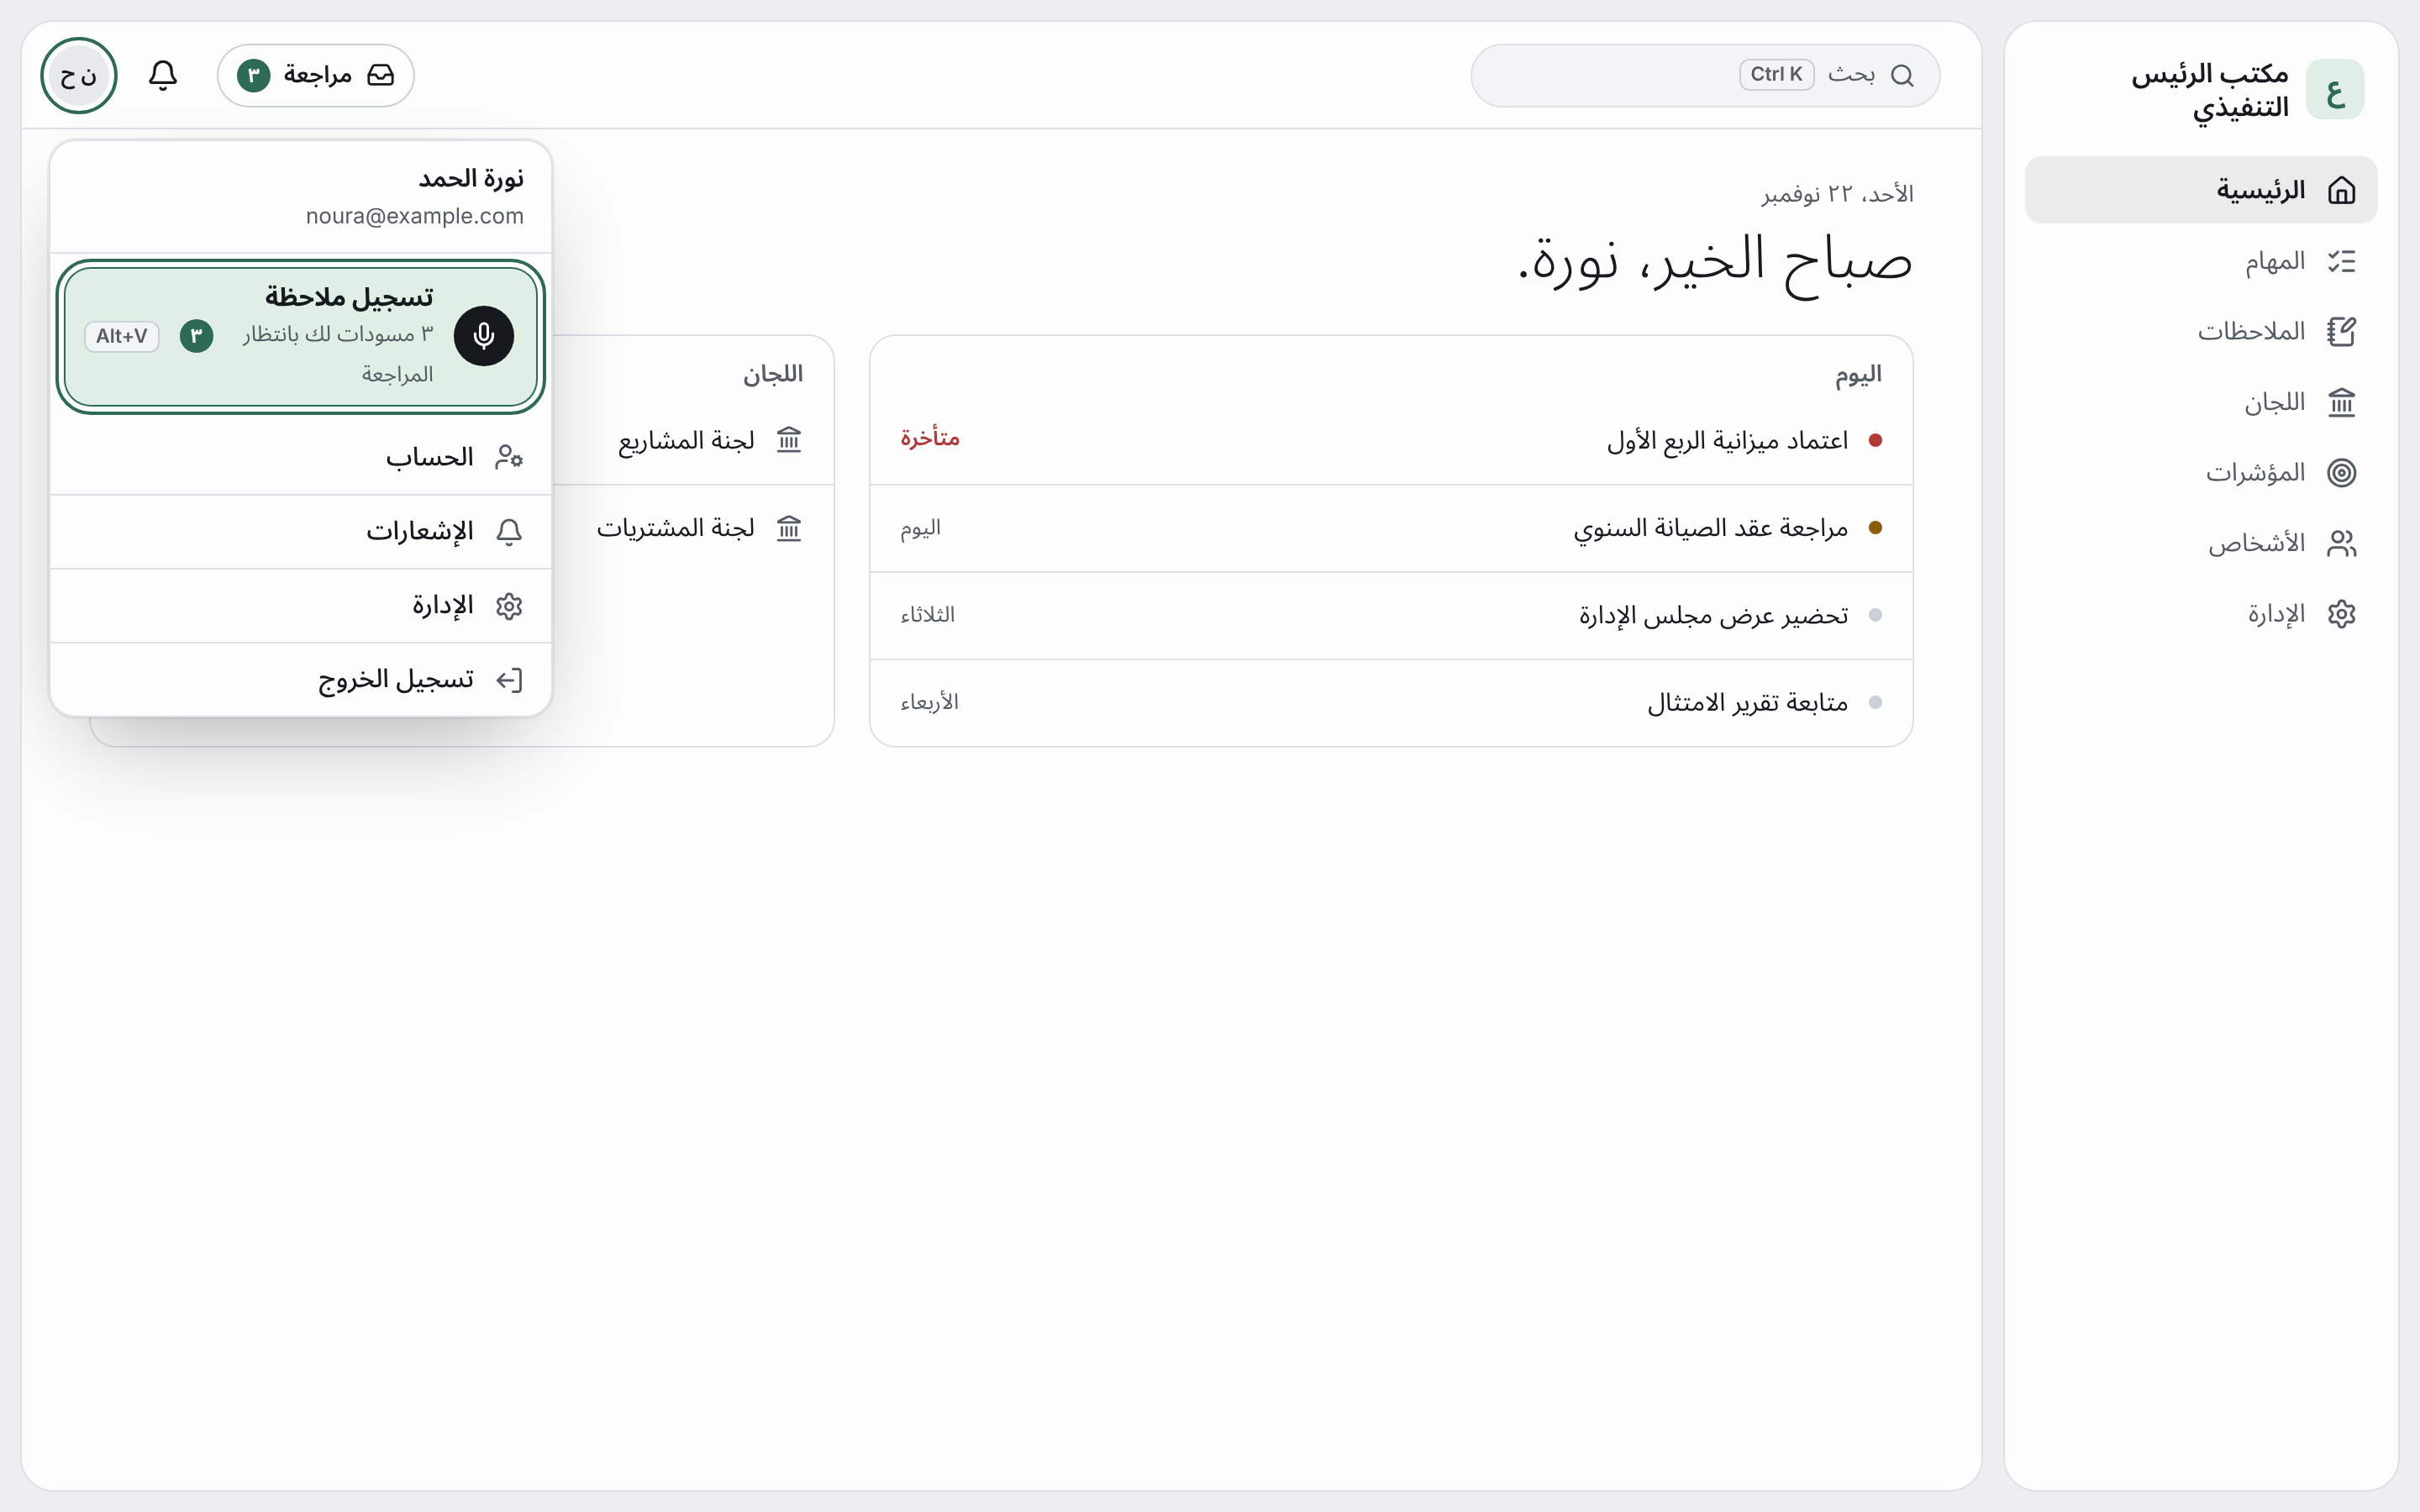 مكتب الرئيس
التنفيذي
الرئيسية
المهام
الملاحظات
اللجان
المؤشرات
الأشخاص
الإدارة
بحث Ctrl K
مراجعة ٣
ن ح
الأحد، ٢٢ نوفمبر
صباح الخير، نورة.
اليوم
اعتماد ميزانية الربع الأول متأخرة
مراجعة عقد الصيانة السنوي اليوم
تحضير عرض مجلس الإدارة الثلاثاء
متابعة تقرير الامتثال الأربعاء
اللجان
لجنة المشاريع
لجنة المشتريات
نورة الحمد
noura@example.com
تسجيل ملاحظة
٣ مسودات لك بانتظار
المراجعة
٣ Alt+V
الحساب
الإشعارات
الإدارة
تسجيل الخروج
ع